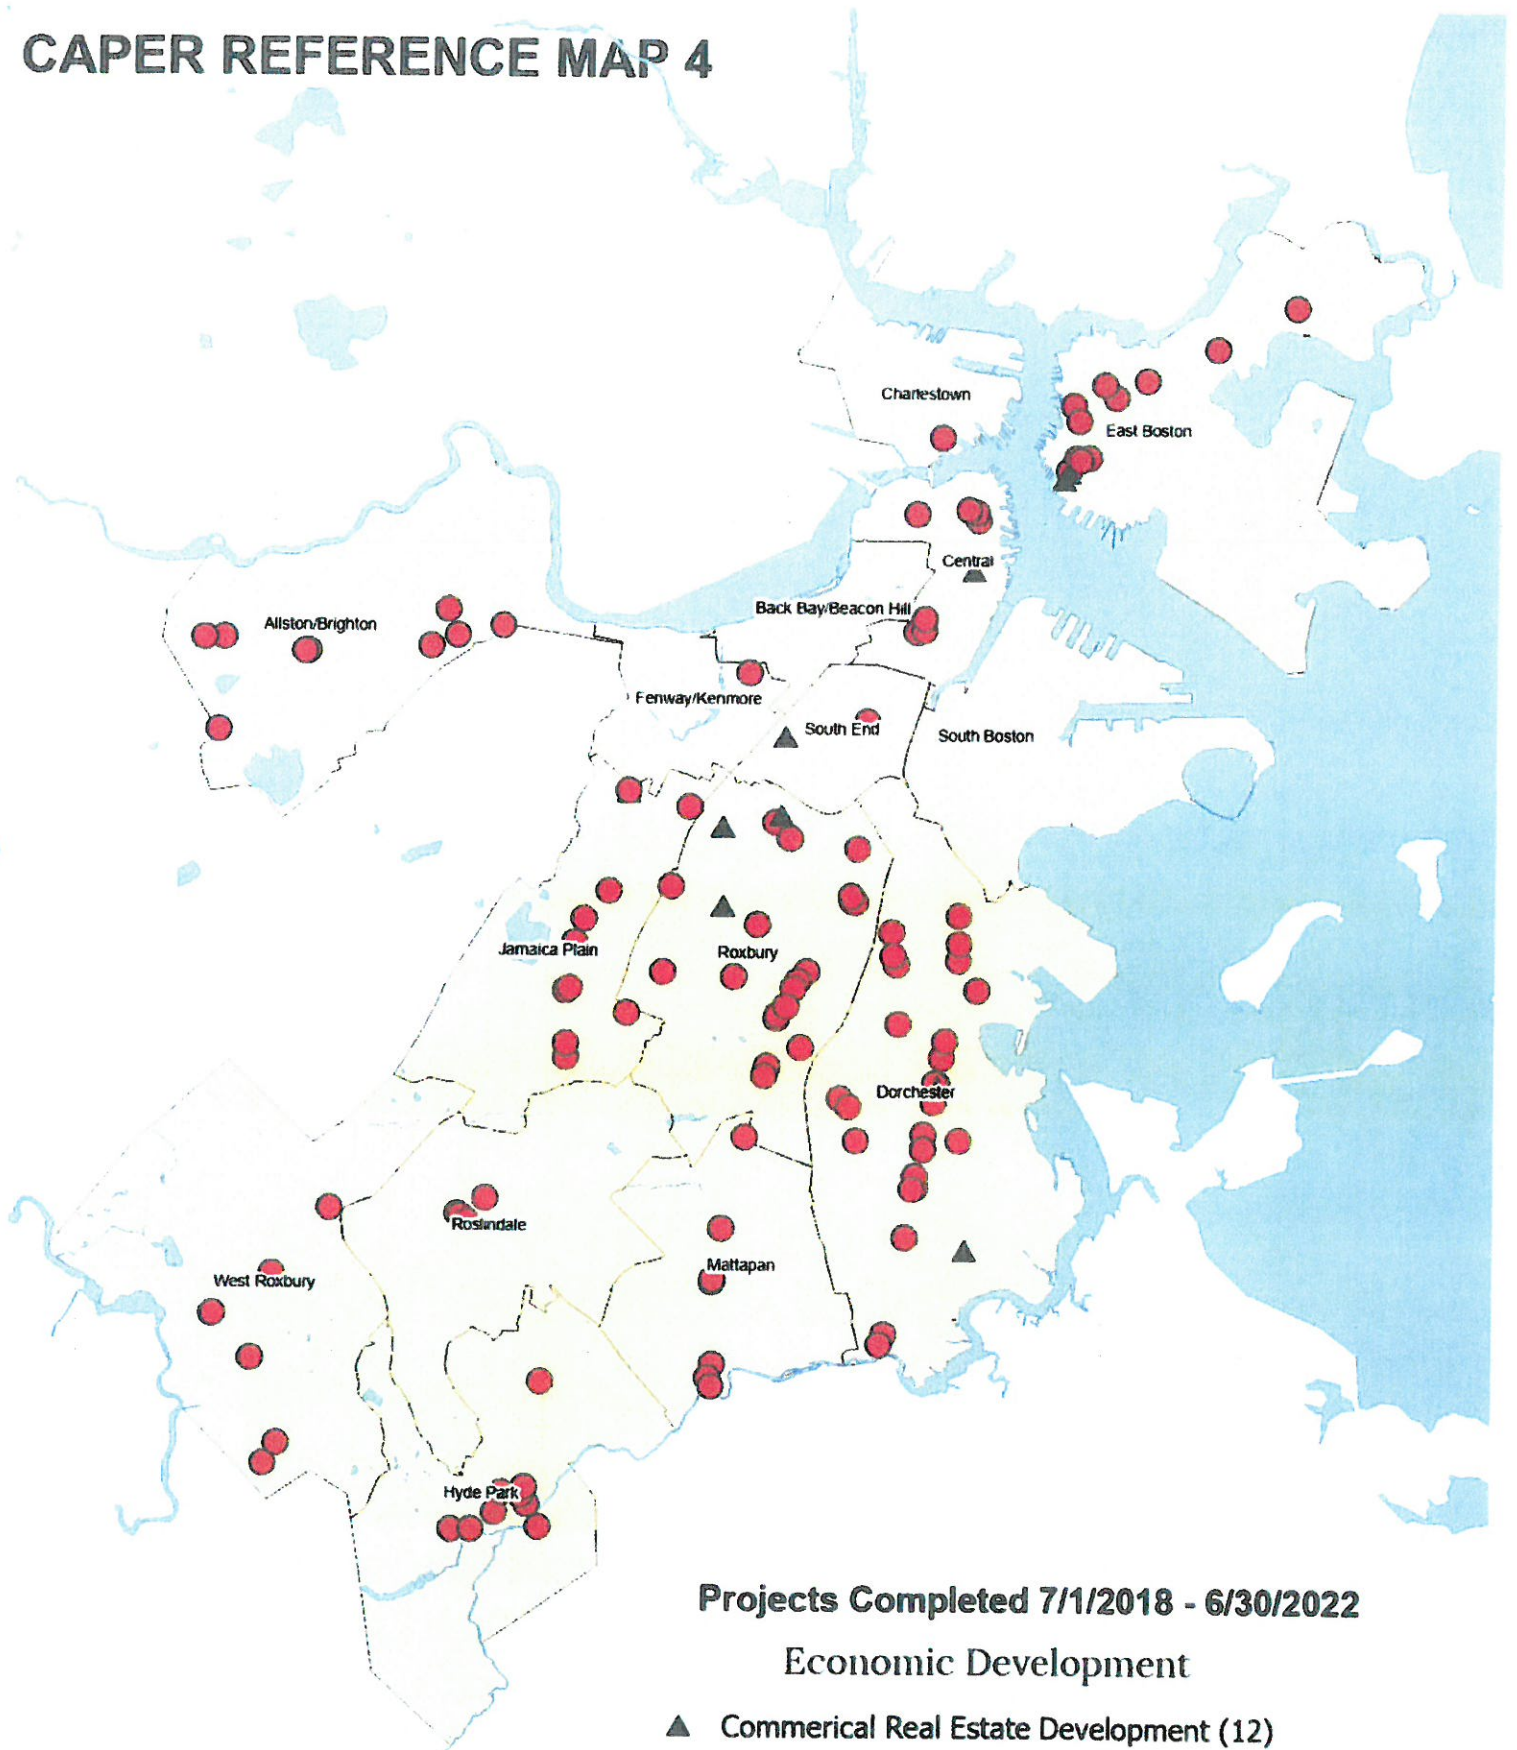 CAPER REFERENCE MAP 4
Charlestown
East Boston
Central
Back Bay/Beacon Hill
Allston/Brighton
Fenway/Kenmore
South End
South Boston
Jamaica Plain
Roxbury
Dorchester
Roslindale
West Roxbury
Mattapan
Hyde Park
Projects Completed 7/1/2018 - 6/30/2022
Economic Development
Commerical Real Estate Development (12)